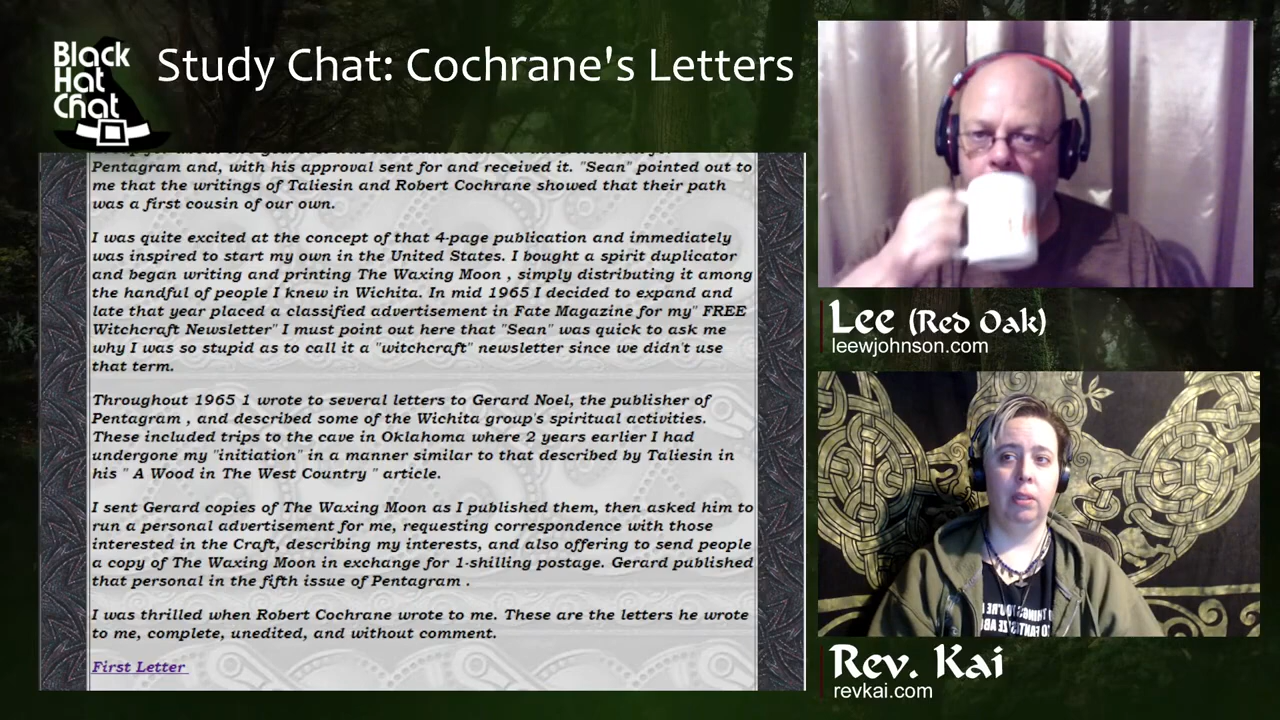 Black
Hat
Chat
Study Chat: Cochrane's Letters
Pentagram and, with his approval sent for and received it. "Sean" pointed out to
me that the writings of Taliesin and Robert Cochrane showed that their path
was a first cousin of our own.
I was quite excited at the concept of that 4-page publication and immediately
was inspired to start my own in the United States. I bought a spirit duplicator
and began writing and printing The Waxing Moon , simply distributing it among
the handful of people I knew in Wichita. In mid 1965 I decided to expand and
late that year placed a classified advertisement in Fate Magazine for my" FREE
Witchcraft Newsletter" I must point out here that "Sean" was quick to ask me
why I was so stupid as to call it a "witchcraft" newsletter since we didn't use
that term.
Throughout 1965 1 wrote to several letters to Gerard Noel, the publisher of
Pentagram , and described some of the Wichita group's spiritual activities.
These included trips to the cave in Oklahoma where 2 years earlier I had
undergone my "initiation" in a manner similar to that described by Taliesin in
his " A Wood in The West Country " article.
I sent Gerard copies of The Waxing Moon as I published them, then asked him to
run a personal advertisement for me, requesting correspondence with those
interested in the Craft, describing my interests, and also offering to send people
a copy of The Waxing Moon in exchange for 1-shilling postage. Gerard published
that personal in the fifth issue of Pentagram .
I was thrilled when Robert Cochrane wrote to me. These are the letters he wrote
to me, complete, unedited, and without comment.
First Letter
Lee (Red Oak)
leewjohnson.com
THINGS YOU'RE
Rev. Kai
revkai.com